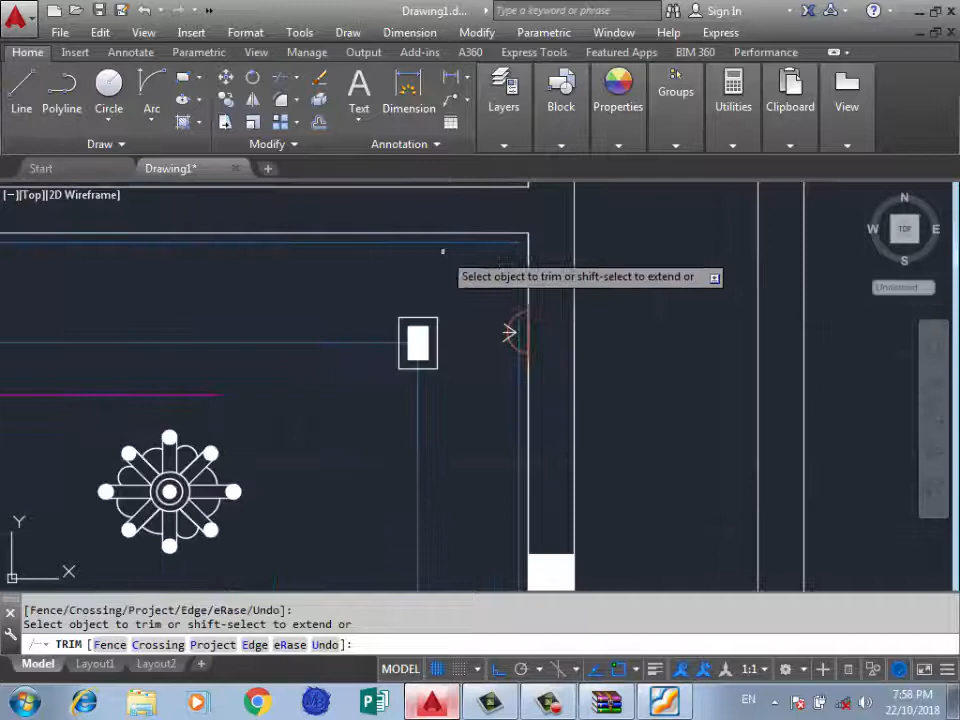 Drawing1.d...
Type a keyword or phrase
Sign In
File Edit View Insert Format Tools Draw Dimension Modify Parametric Window Help Express
Home Insert Annotate Parametric View Manage Output Add-ins A360 Express Tools Featured Apps BIM 360 Performance
Line Polyline Circle Arc Text Dimension Layers Block Properties Groups Utilities Clipboard View
Draw Modify Annotation
Start Drawing1*
[−][Top][2D Wireframe]
N
W TOP E
S
Unnamed
Select object to trim or shift-select to extend or
Y
X
[Fence/Crossing/Project/Edge/eRase/Undo]:
Select object to trim or shift-select to extend or
TRIM [Fence Crossing Project Edge eRase Undo]:
Model Layout1 Layout2 +
MODEL 1:1
EN
7:58 PM
22/10/2018